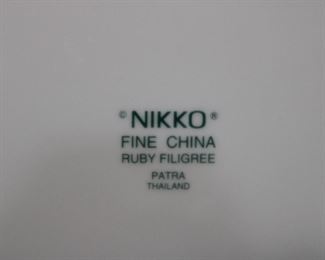 © NIKKO ®
FINE CHINA
RUBY FILIGREE
PATRA
THAILAND